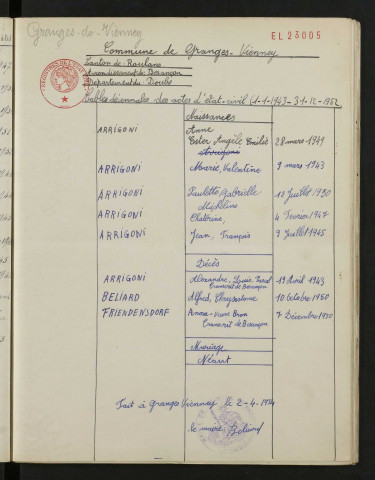 Granges-de-Vienney
EL 23005
Commune de Granges-Vienney
Canton de Roulans
Arrondissement de Besançon
Département du Doubs
Tables décennales des actes d'état-civil (1-1-1943-31-12-1952
Naissances
ARRIGONI Anne
Ester Angèle Emilie 28 mars 1949
ARRIGONI Marie, Valentine 9 mars 1943
ARRIGONI Paulette, Gabrielle 13 Juillet 1950
Micheline
ARRIGONI Catherine 4 Février 1947
ARRIGONI Jean, François 9 Juillet 1945
Décès
ARRIGONI Alexandre, Louis, 19 Avril 1943
transcrit de Besançon
BELIARD Alfred, Chrysostome 10 Octobre 1950
FRIENDENSDORF Anna 7 Décembre 1950
transcrit de Besançon
Mariage
Néant
Fait à Granges Vienney le 2-4-1954
le maire: